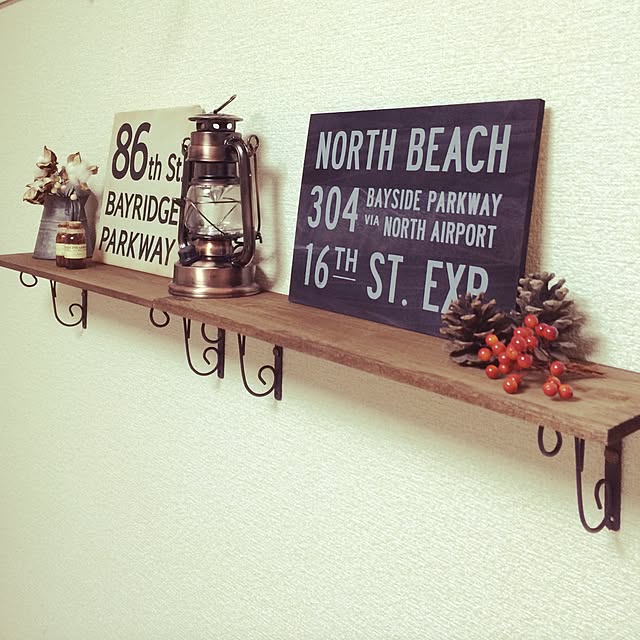 86th St
BAYRIDGE
PARKWAY
NORTH BEACH
304 BAYSIDE PARKWAY
VIA NORTH AIRPORT
16TH ST. EXP